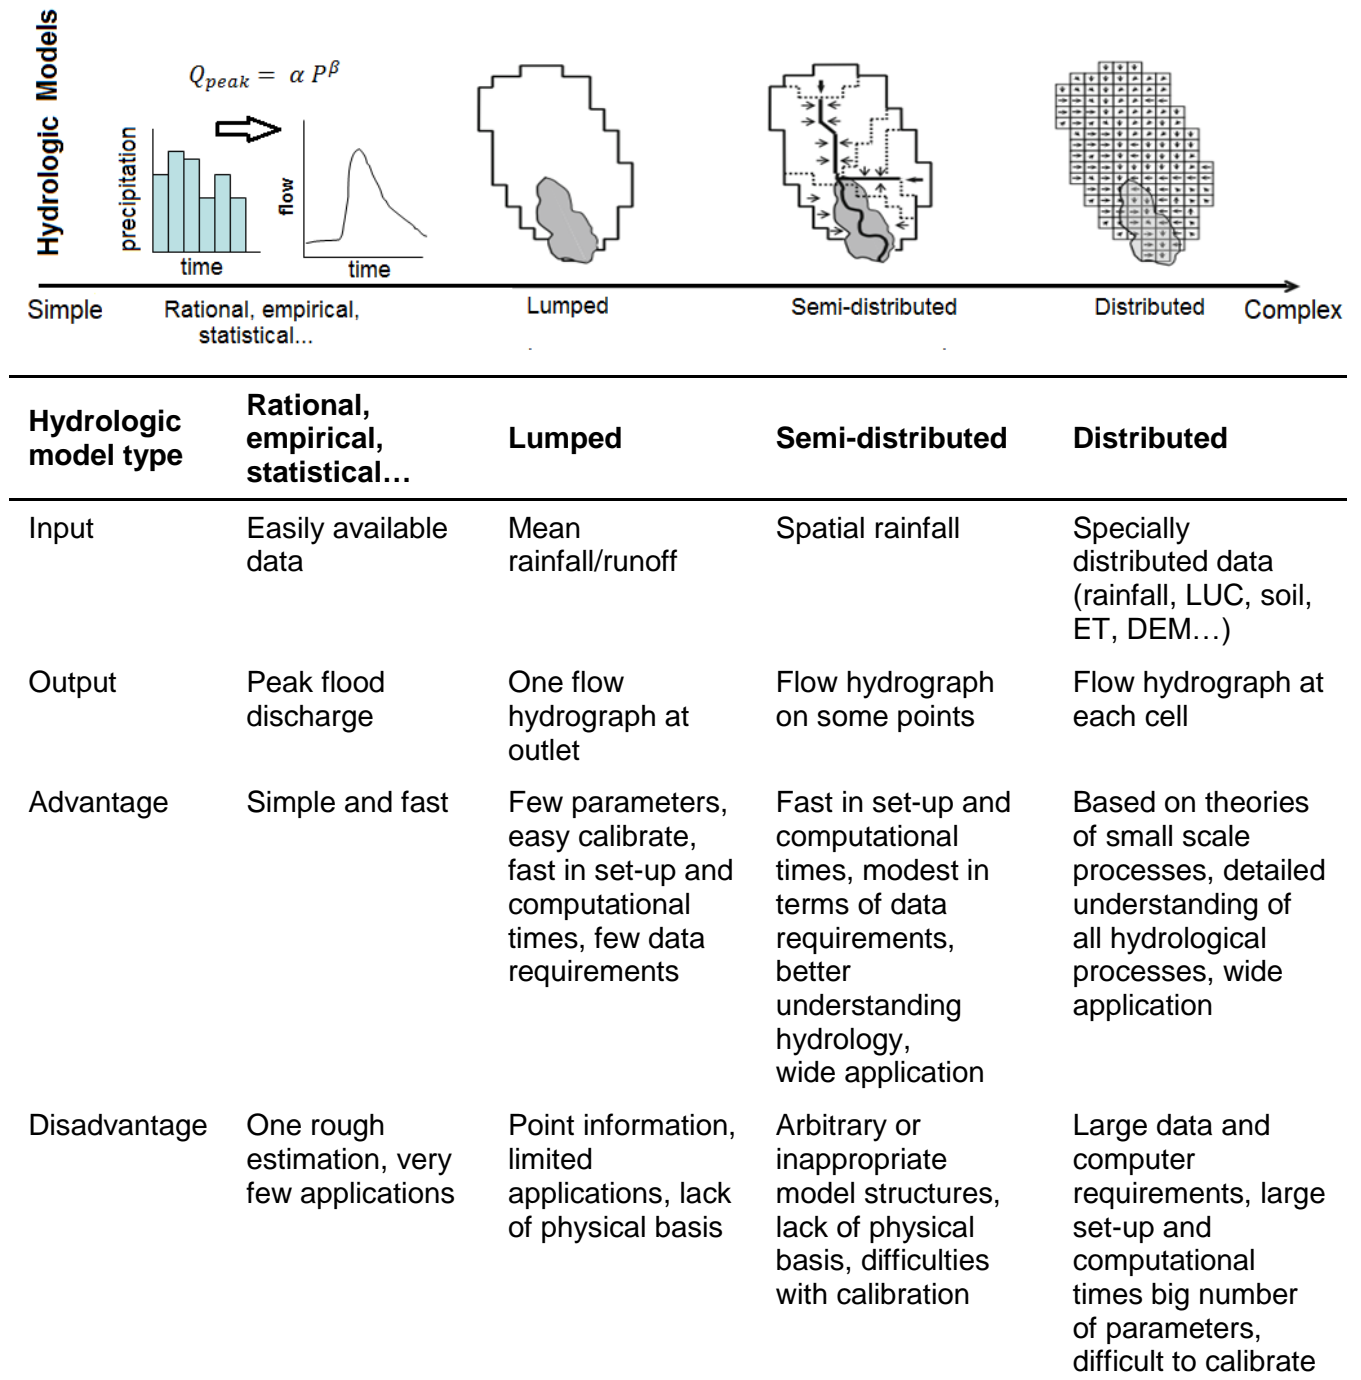 Hydrologic Models
Q_peak = α P^β
precipitation
time
flow
time
Simple
Rational, empirical,
statistical...
Lumped
Semi-distributed
Distributed
Complex
Hydrologic
model type
Rational,
empirical,
statistical…
Lumped
Semi-distributed
Distributed
Input
Easily available
data
Mean
rainfall/runoff
Spatial rainfall
Specially
distributed data
(rainfall, LUC, soil,
ET, DEM…)
Output
Peak flood
discharge
One flow
hydrograph at
outlet
Flow hydrograph
on some points
Flow hydrograph at
each cell
Advantage
Simple and fast
Few parameters,
easy calibrate,
fast in set-up and
computational
times, few data
requirements
Fast in set-up and
computational
times, modest in
terms of data
requirements,
better
understanding
hydrology,
wide application
Based on theories
of small scale
processes, detailed
understanding of
all hydrological
processes, wide
application
Disadvantage
One rough
estimation, very
few applications
Point information,
limited
applications, lack
of physical basis
Arbitrary or
inappropriate
model structures,
lack of physical
basis, difficulties
with calibration
Large data and
computer
requirements, large
set-up and
computational
times big number
of parameters,
difficult to calibrate